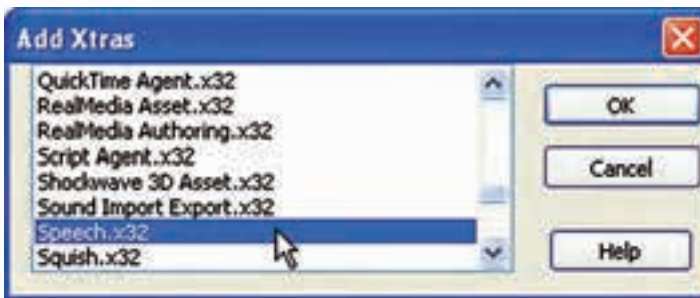 Add Xtras
QuickTime Agent.x32
RealMedia Asset.x32
RealMedia Authoring.x32
Script Agent.x32
Shockwave 3D Asset.x32
Sound Import Export.x32
Speech.x32
Squish.x32
OK
Cancel
Help